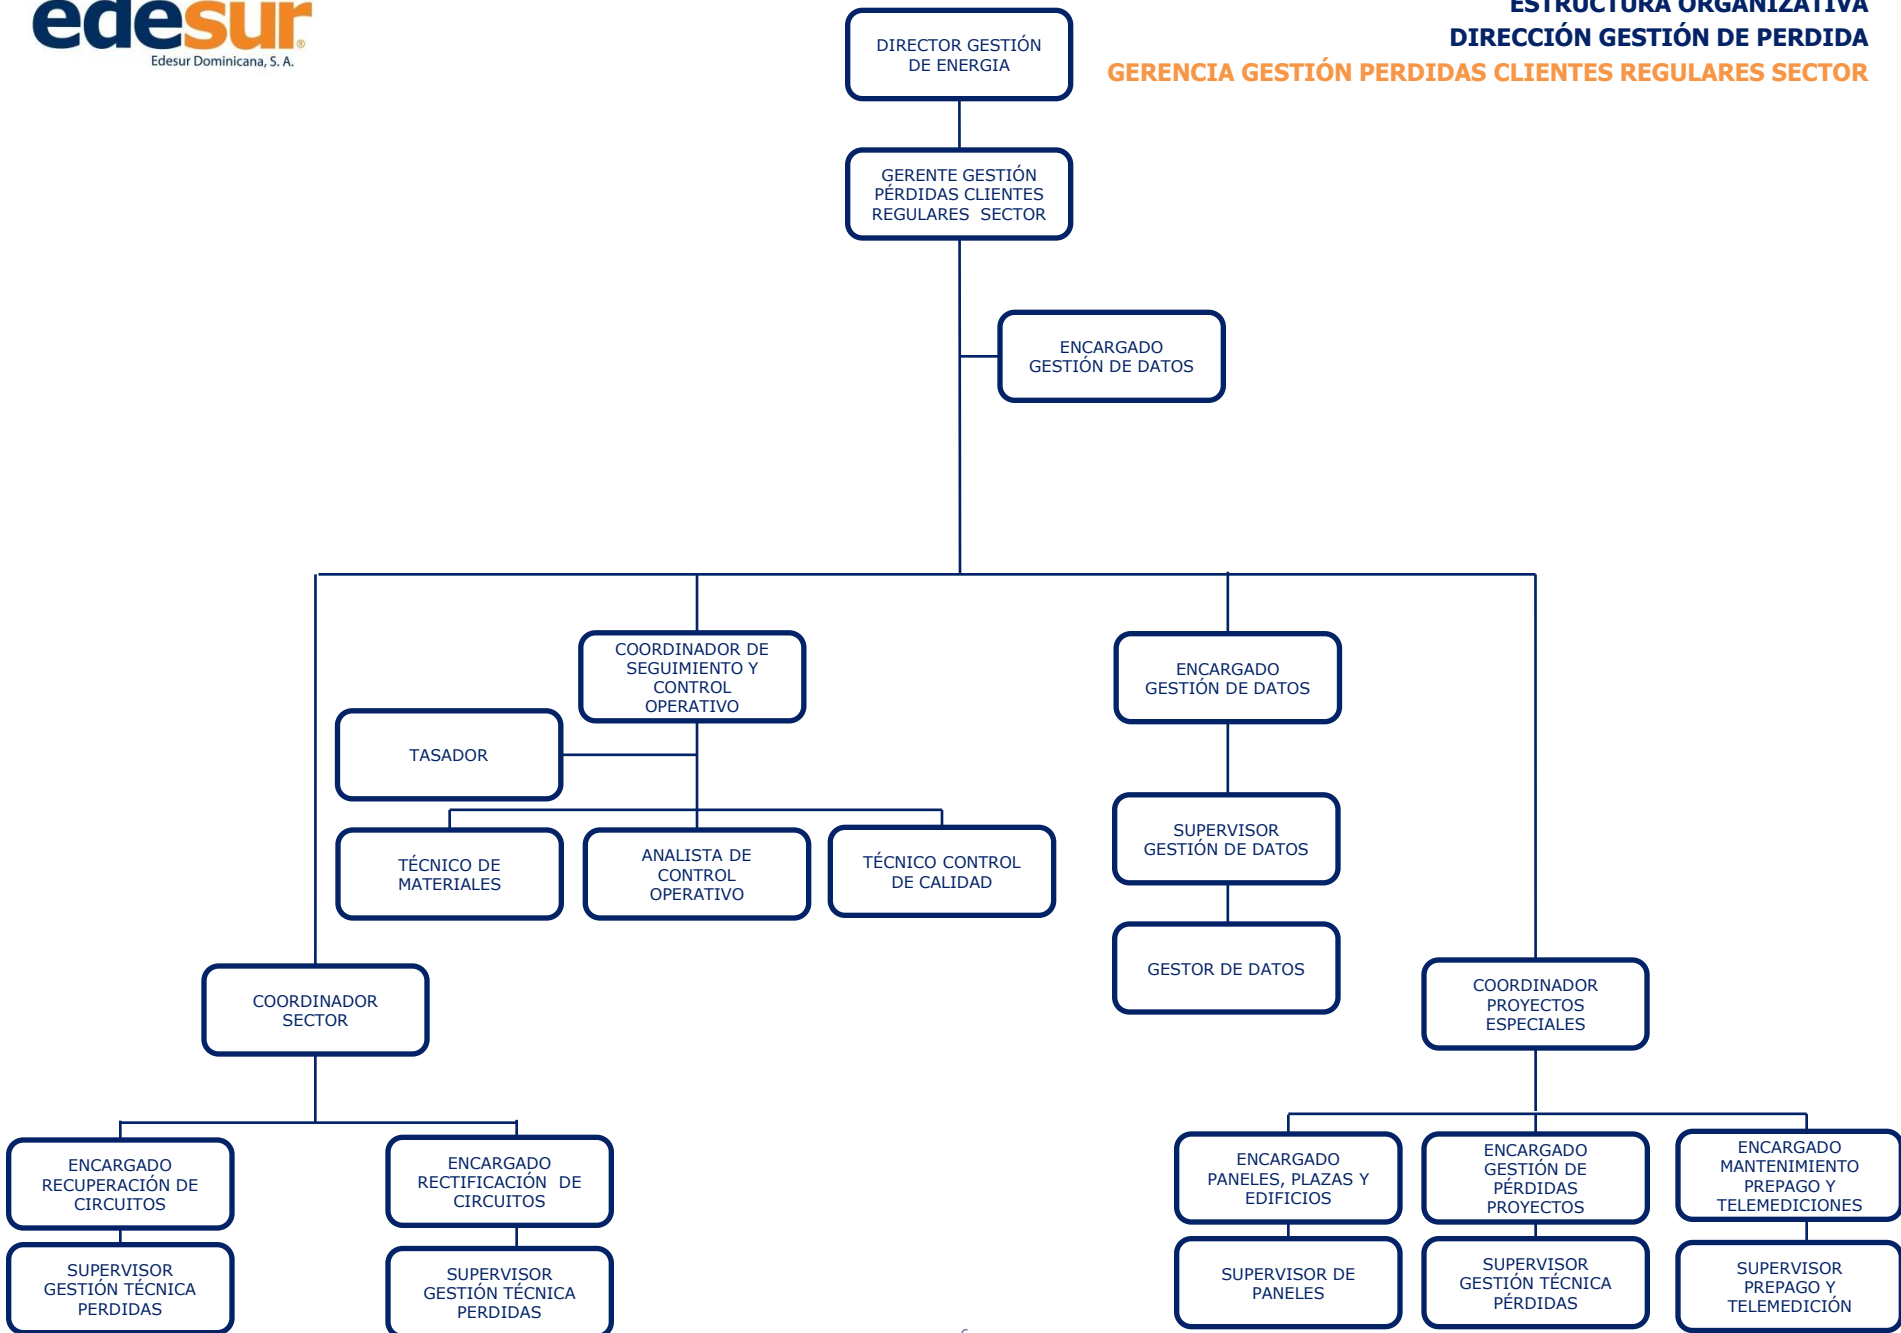 edesur
Edesur Dominicana, S. A.
ESTRUCTURA ORGANIZATIVA
DIRECCIÓN GESTIÓN DE PERDIDA
GERENCIA GESTIÓN PERDIDAS CLIENTES REGULARES SECTOR
DIRECTOR GESTIÓN
DE ENERGIA
GERENTE GESTIÓN
PÉRDIDAS CLIENTES
REGULARES SECTOR
ENCARGADO
GESTIÓN DE DATOS
COORDINADOR DE
SEGUIMIENTO Y
CONTROL
OPERATIVO
ENCARGADO
GESTIÓN DE DATOS
TASADOR
TÉCNICO DE
MATERIALES
ANALISTA DE
CONTROL
OPERATIVO
TÉCNICO CONTROL
DE CALIDAD
SUPERVISOR
GESTIÓN DE DATOS
GESTOR DE DATOS
COORDINADOR
SECTOR
COORDINADOR
PROYECTOS
ESPECIALES
ENCARGADO
RECUPERACIÓN DE
CIRCUITOS
ENCARGADO
RECTIFICACIÓN DE
CIRCUITOS
ENCARGADO
PANELES, PLAZAS Y
EDIFICIOS
ENCARGADO
GESTIÓN DE
PÉRDIDAS
PROYECTOS
ENCARGADO
MANTENIMIENTO
PREPAGO Y
TELEMEDICIONES
SUPERVISOR
GESTIÓN TÉCNICA
PERDIDAS
SUPERVISOR
GESTIÓN TÉCNICA
PERDIDAS
SUPERVISOR DE
PANELES
SUPERVISOR
GESTIÓN TÉCNICA
PÉRDIDAS
SUPERVISOR
PREPAGO Y
TELEMEDICIÓN